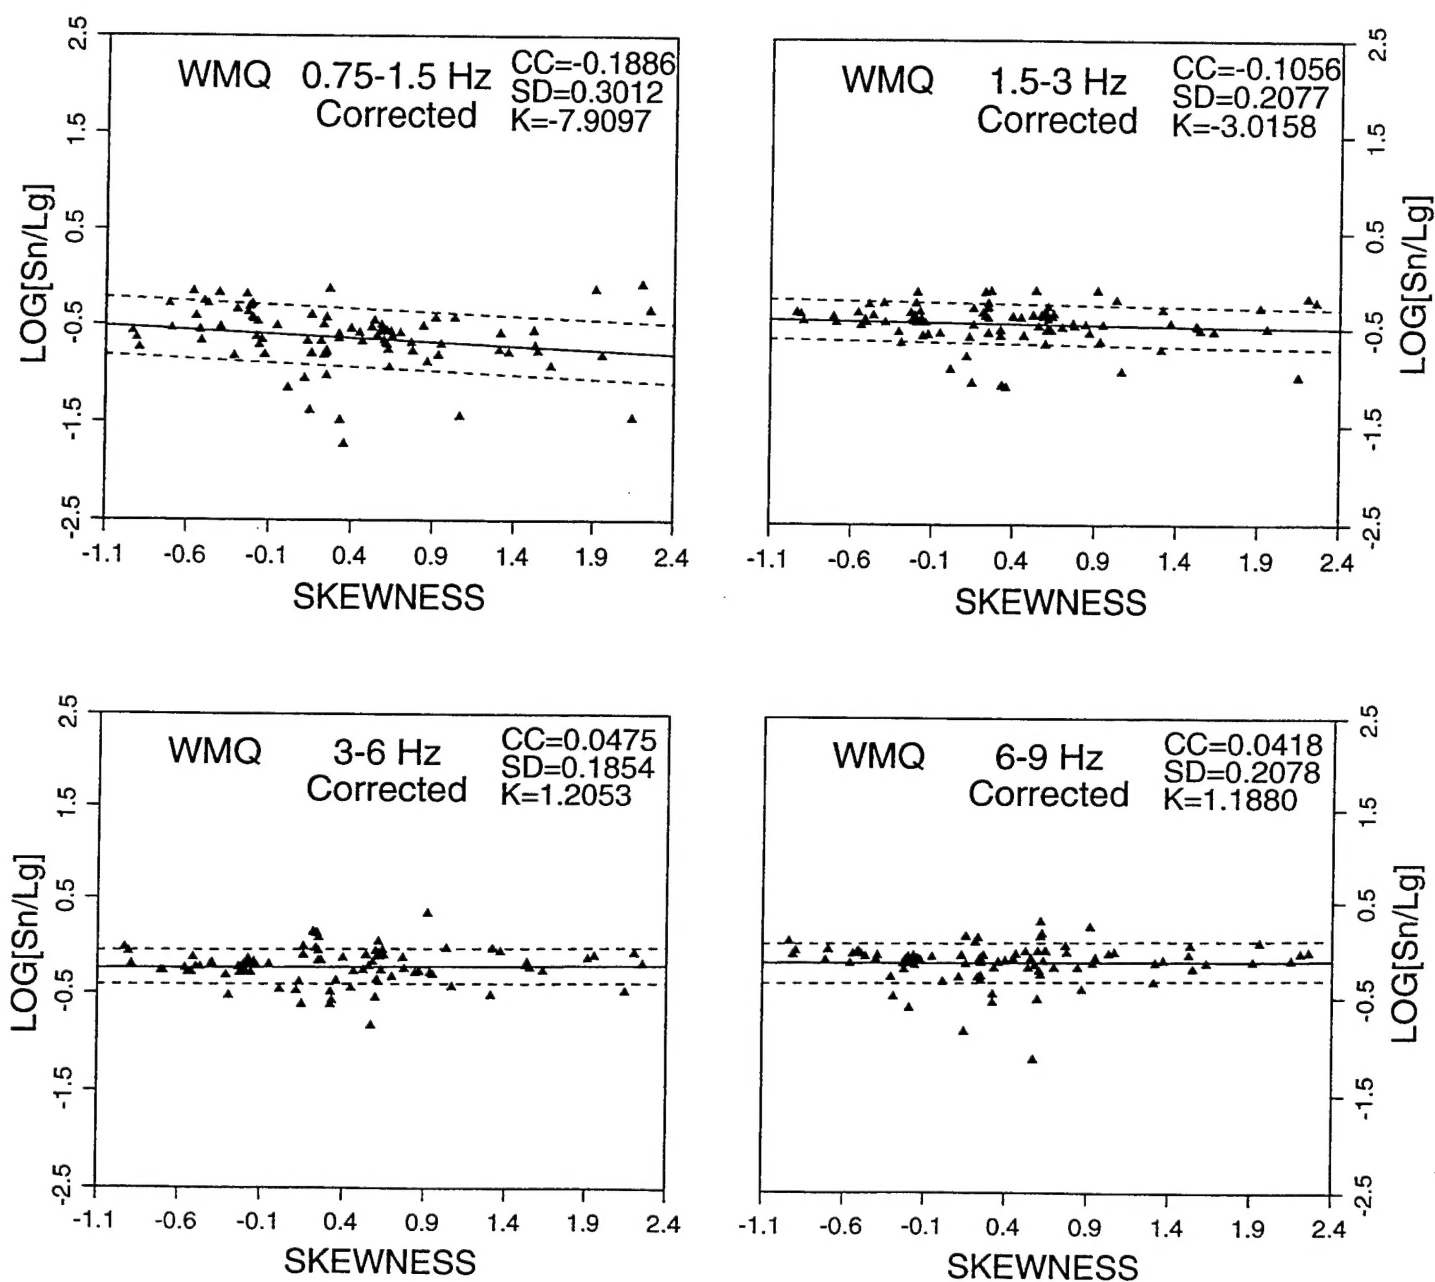 WMQ 0.75-1.5 Hz
Corrected
CC=-0.1886
SD=0.3012
K=-7.9097
LOG[Sn/Lg]
2.5
1.5
0.5
-0.5
-1.5
-2.5
-1.1 -0.6 -0.1 0.4 0.9 1.4 1.9 2.4
SKEWNESS
WMQ 1.5-3 Hz
Corrected
CC=-0.1056
SD=0.2077
K=-3.0158
2.5
1.5
0.5
-0.5
-1.5
-2.5
LOG[Sn/Lg]
-1.1 -0.6 -0.1 0.4 0.9 1.4 1.9 2.4
SKEWNESS
WMQ 3-6 Hz
Corrected
CC=0.0475
SD=0.1854
K=1.2053
LOG[Sn/Lg]
2.5
1.5
0.5
-0.5
-1.5
-2.5
-1.1 -0.6 -0.1 0.4 0.9 1.4 1.9 2.4
SKEWNESS
WMQ 6-9 Hz
Corrected
CC=0.0418
SD=0.2078
K=1.1880
2.5
1.5
0.5
-0.5
-1.5
-2.5
LOG[Sn/Lg]
-1.1 -0.6 -0.1 0.4 0.9 1.4 1.9 2.4
SKEWNESS